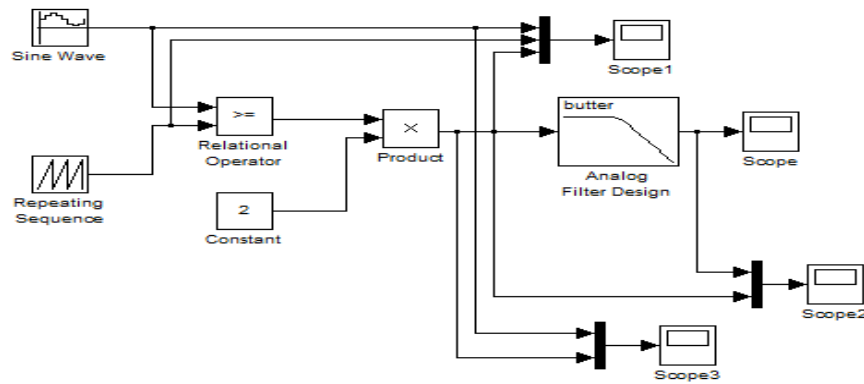 Sine Wave
Scope1
>=
Relational
Operator
×
Product
butter
Analog
Filter Design
Scope
Repeating
Sequence
2
Constant
Scope2
Scope3